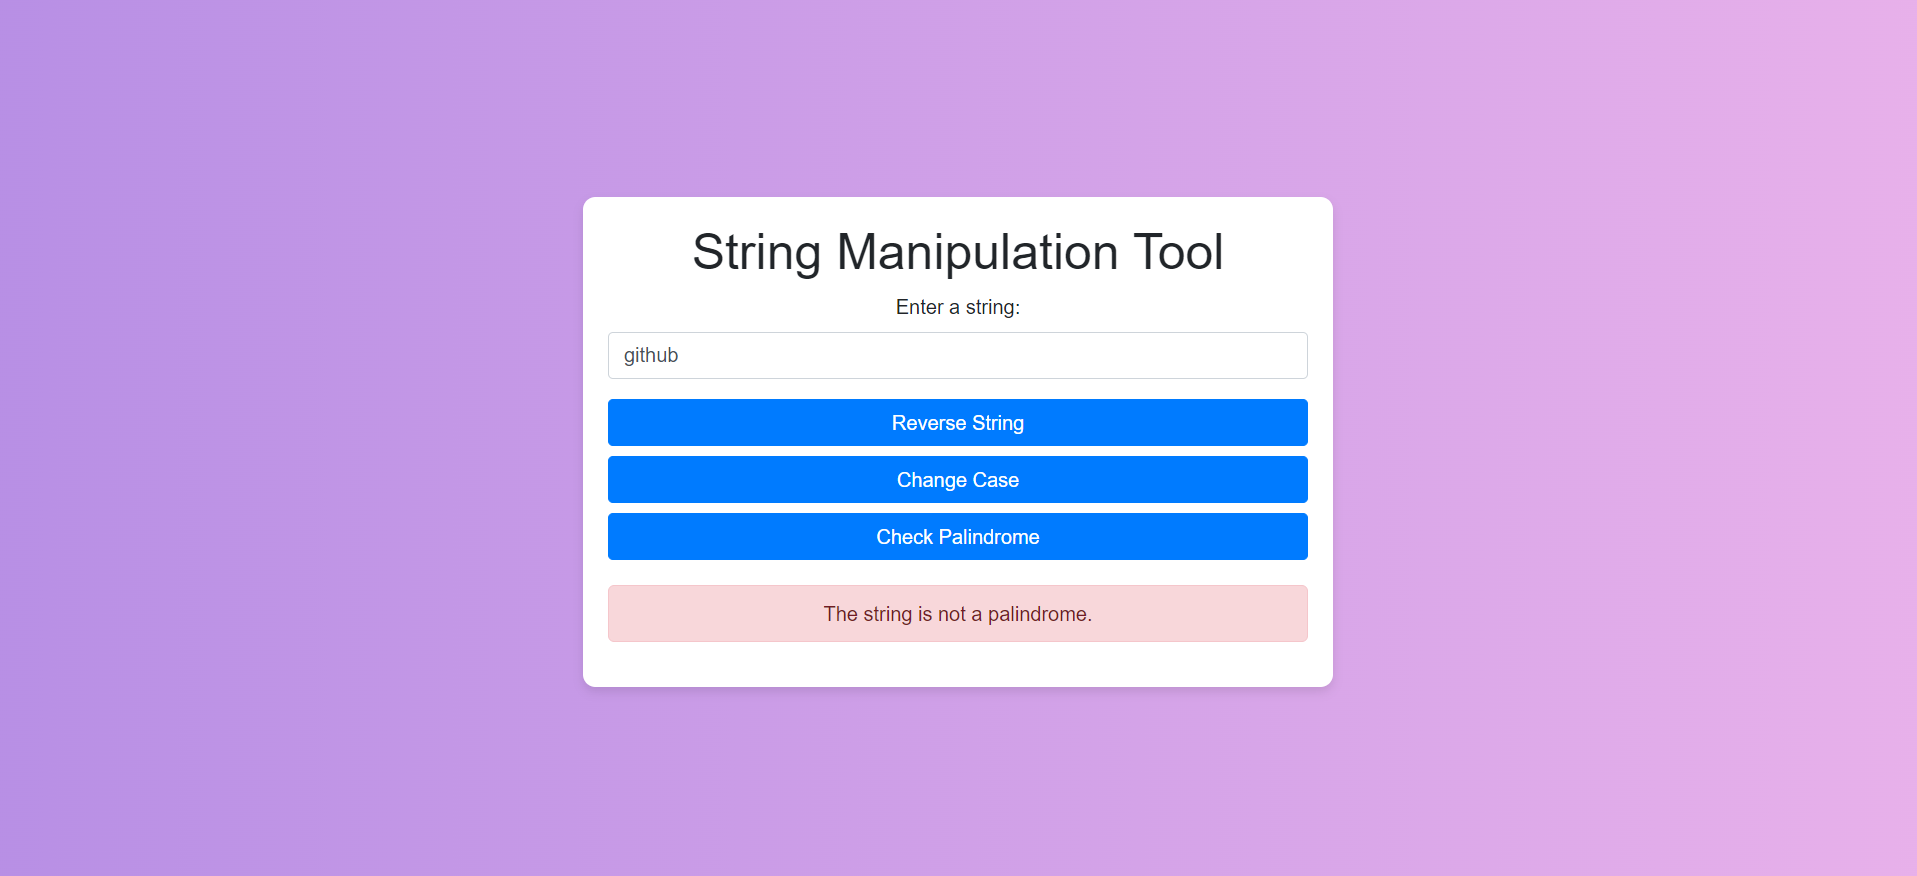 String Manipulation Tool
Enter a string:
github
Reverse String
Change Case
Check Palindrome
The string is not a palindrome.